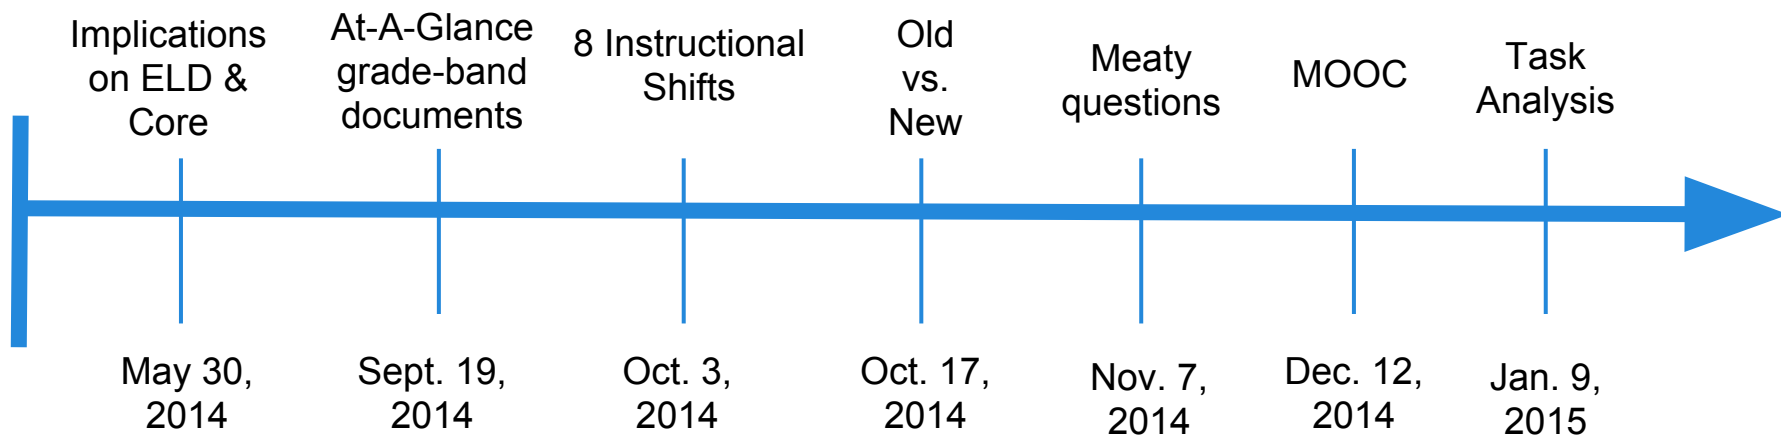 Implications
on ELD &
Core
At-A-Glance
grade-band
documents
8 Instructional
Shifts
Old
vs.
New
Meaty
questions
MOOC
Task
Analysis
May 30,
2014
Sept. 19,
2014
Oct. 3,
2014
Oct. 17,
2014
Nov. 7,
2014
Dec. 12,
2014
Jan. 9,
2015